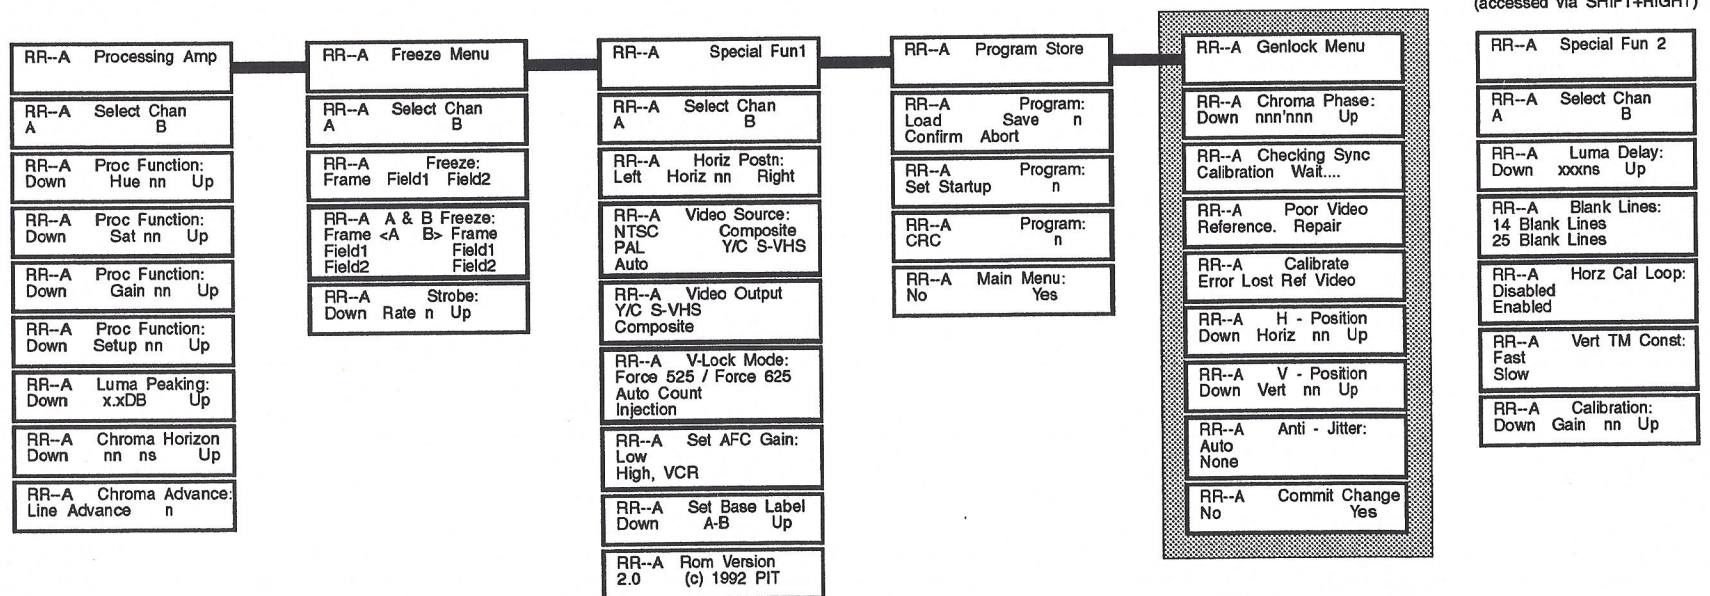 (accessed via SHIFT+RIGHT)
RR--A Processing Amp
RR--A Select Chan
A B
RR--A Proc Function:
Down Hue nn Up
RR--A Proc Function:
Down Sat nn Up
RR--A Proc Function:
Down Gain nn Up
RR--A Proc Function:
Down Setup nn Up
RR--A Luma Peaking:
Down x.xDB Up
RR--A Chroma Horizon
Down nn ns Up
RR--A Chroma Advance:
Line Advance n
RR--A Freeze Menu
RR--A Select Chan
A B
RR--A Freeze:
Frame Field1 Field2
RR--A A & B Freeze:
Frame <A B> Frame
Field1 Field1
Field2 Field2
RR--A Strobe:
Down Rate n Up
RR--A Special Fun1
RR--A Select Chan
A B
RR--A Horiz Postn:
Left Horiz nn Right
RR--A Video Source:
NTSC Composite
PAL Y/C S-VHS
Auto
RR--A Video Output
Y/C S-VHS
Composite
RR--A V-Lock Mode:
Force 525 / Force 625
Auto Count
Injection
RR--A Set AFC Gain:
Low
High, VCR
RR--A Set Base Label
Down A-B Up
RR--A Rom Version
2.0 (c) 1992 PIT
RR--A Program Store
RR--A Program:
Load Save n
Confirm Abort
RR--A Program:
Set Startup n
RR--A Program:
CRC n
RR--A Main Menu:
No Yes
RR--A Genlock Menu
RR--A Chroma Phase:
Down nnn'nnn Up
RR--A Checking Sync
Calibration Wait....
RR--A Poor Video
Reference. Repair
RR--A Calibrate
Error Lost Ref Video
RR--A H - Position
Down Horiz nn Up
RR--A V - Position
Down Vert nn Up
RR--A Anti - Jitter:
Auto
None
RR--A Commit Change
No Yes
RR--A Special Fun 2
RR--A Select Chan
A B
RR--A Luma Delay:
Down xxxns Up
RR--A Blank Lines:
14 Blank Lines
25 Blank Lines
RR--A Horz Cal Loop:
Disabled
Enabled
RR--A Vert TM Const:
Fast
Slow
RR--A Calibration:
Down Gain nn Up